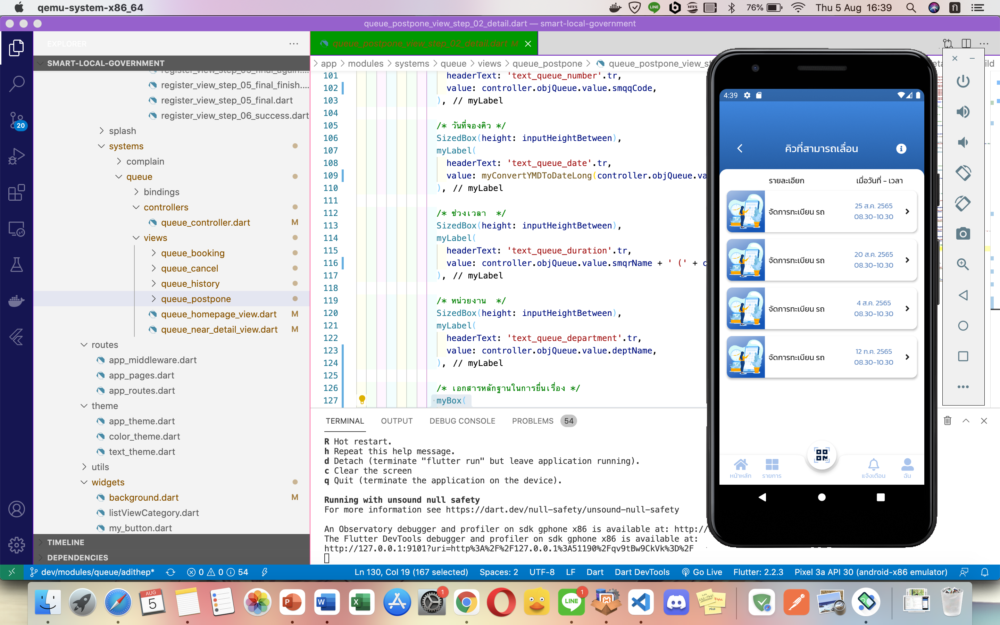 qemu-system-x86_64
LINE
NTFS
76%
Thu 5 Aug 16:39
ก
queue_postpone_view_step_02_detail.dart — smart-local-government
EXPLORER
SMART-LOCAL-GOVERNMENT
register_view_step_05_final_again....
register_view_step_05_final_finish....
register_view_step_05_final.dart
register_view_step_06_success.dart
20
splash
systems
complain
queue
bindings
controllers
queue_controller.dart M
views
queue_booking
queue_cancel
queue_history
queue_postpone
queue_homepage_view.dart M
queue_near_detail_view.dart M
routes
app_middleware.dart
app_pages.dart
app_routes.dart
theme
app_theme.dart
color_theme.dart
text_theme.dart
utils
widgets
background.dart M
listViewCategory.dart
my_button.dart
TIMELINE
DEPENDENCIES
queue_postpone_view_step_02_detail.dart M
app > modules > systems > queue > views > queue_postpone > queue_postpone_view_st
ild
101 headerText: 'text_queue_number'.tr,
102 value: controller.objQueue.value.smqqCode,
103 ), // myLabel
104
105 /* วันที่จองคิว */
106 SizedBox(height: inputHeightBetween),
107 myLabel(
108 headerText: 'text_queue_date'.tr,
109 value: myConvertYMDToDateLong(controller.objQueue.va
110 ), // myLabel
111
112 /* ช่วงเวลา  */
113 SizedBox(height: inputHeightBetween),
114 myLabel(
115 headerText: 'text_queue_duration'.tr,
116 value: controller.objQueue.value.smqrName + ' (' + c
117 ), // myLabel
118
119 /* หน่วยงาน  */
120 SizedBox(height: inputHeightBetween),
121 myLabel(
122 headerText: 'text_queue_department'.tr,
123 value: controller.objQueue.value.deptName,
124 ), // myLabel
125
126 /* เอกสารหลักฐานในการยื่นเรื่อง */
127 myBox(
TERMINAL OUTPUT DEBUG CONSOLE PROBLEMS 54
R Hot restart.
h Repeat this help message.
d Detach (terminate "flutter run" but leave application running).
c Clear the screen
q Quit (terminate the application on the device).
Running with unsound null safety
For more information see https://dart.dev/null-safety/unsound-null-safety
An Observatory debugger and profiler on sdk gphone x86 is available at: http://
The Flutter DevTools debugger and profiler on sdk gphone x86 is available at:
http://127.0.0.1:9101?uri=http%3A%2F%2F127.0.0.1%3A51190%2Fqv9tBw9CkVk%3D%2F
4:39
คิวที่สามารถเลื่อน
รายละเอียก เมื่อวันที่ - เวลา
จัดการทะเบียน รถ
25 ส.ค. 2565
08.30-10.30
จัดการทะเบียน รถ
20 ส.ค. 2565
08.30-10.30
จัดการทะเบียน รถ
4 ส.ค. 2565
08.30-10.30
จัดการทะเบียน รถ
12 ก.ค. 2565
08.30-10.30
หน้าหลัก รายการ แจ้งเตือน ฉัน
dev/modules/queue/adithep* 0 0 54
Ln 130, Col 19 (167 selected) Spaces: 2 UTF-8 LF Dart Dart DevTools Go Live Flutter: 2.2.3 Pixel 3a API 30 (android-x86 emulator)
AUG
5
P
W
X
1
LINE
1